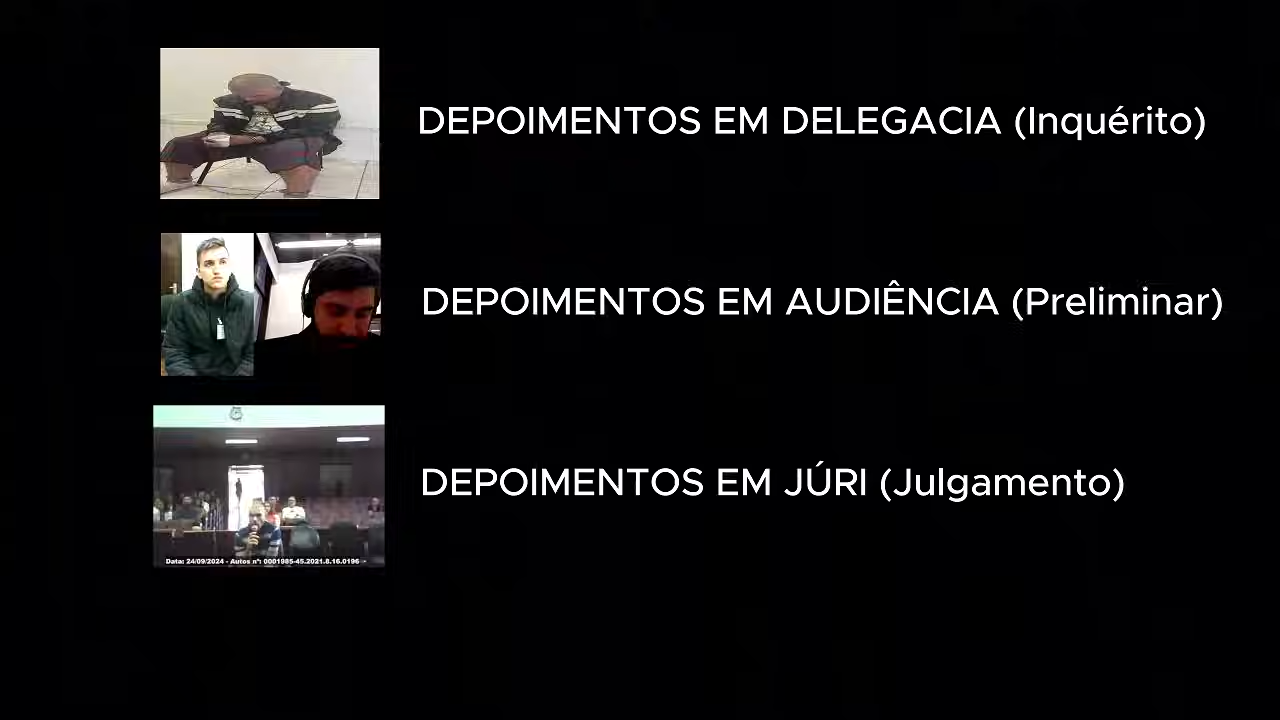 DEPOIMENTOS EM DELEGACIA (Inquérito)
DEPOIMENTOS EM AUDIÊNCIA (Preliminar)
DEPOIMENTOS EM JÚRI (Julgamento)
Data: 24/09/2024 - Autos nº: 0001985-45.2021.8.16.0196 -